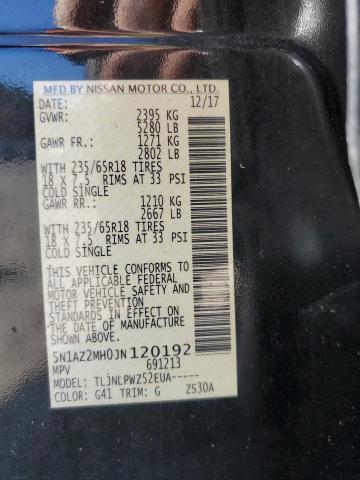 MFD BY NISSAN MOTOR CO., LTD.
DATE: 12/17
GVWR: 2395 KG
5280 LB
GAWR FR.: 1271 KG
2802 LB
WITH 235/65R18 TIRES
18 X 7.5 RIMS AT 33 PSI
COLD SINGLE
GAWR RR.: 1210 KG
2667 LB
WITH 235/65R18 TIRES
18 X 7.5 RIMS AT 33 PSI
COLD SINGLE
THIS VEHICLE CONFORMS TO
ALL APPLICABLE FEDERAL
MOTOR VEHICLE SAFETY AND
THEFT PREVENTION
STANDARDS IN EFFECT ON
THE DATE OF MANUFACTURE
SHOWN ABOVE.
5N1AZ2MH0JN120192
MPV 691213
MODEL: TLJNLPWZ52EUA-----
COLOR: G41 TRIM: G ZS30A